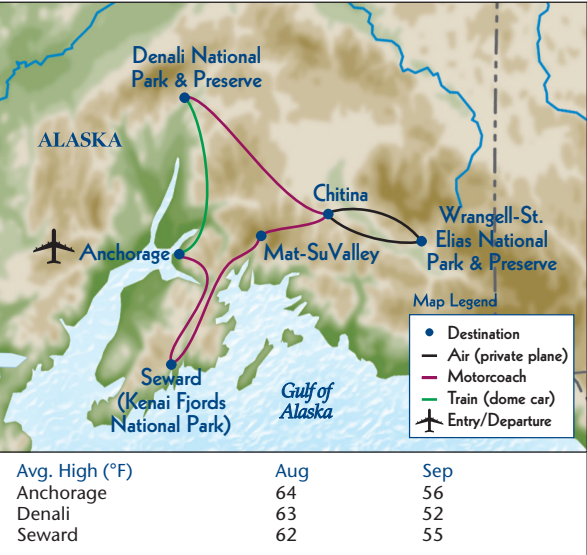 Denali National
Park & Preserve
ALASKA
Chitina
Wrangell-St.
Elias National
Park & Preserve
Anchorage
Mat-SuValley
Map Legend
Destination
Air (private plane)
Motorcoach
Train (dome car)
Entry/Departure
Seward
(Kenai Fjords
National Park)
Gulf of
Alaska
Avg. High (°F) Aug Sep
Anchorage 64 56
Denali 63 52
Seward 62 55